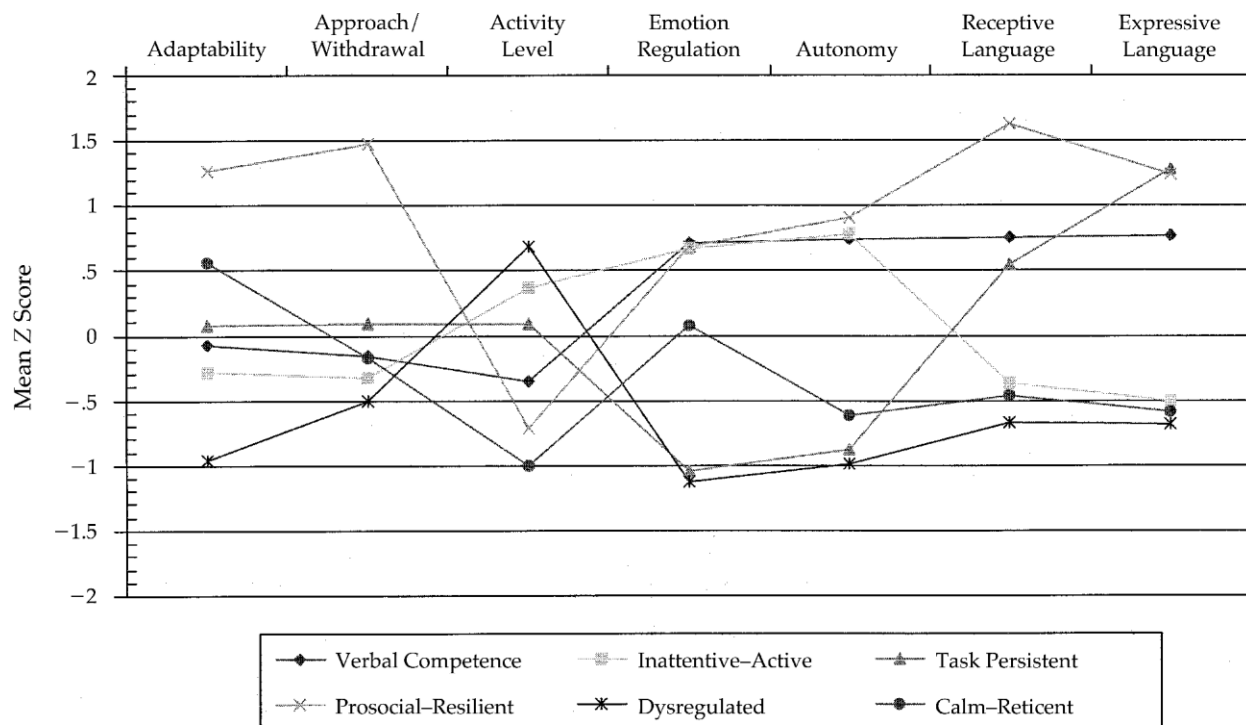 Approach/ Activity Emotion Receptive Expressive
Adaptability Withdrawal Level Regulation Autonomy Language Language
2
1.5
1
.5
0
−.5
−1
−1.5
−2
Mean Z Score
Verbal Competence Inattentive–Active Task Persistent
Prosocial–Resilient Dysregulated Calm–Reticent